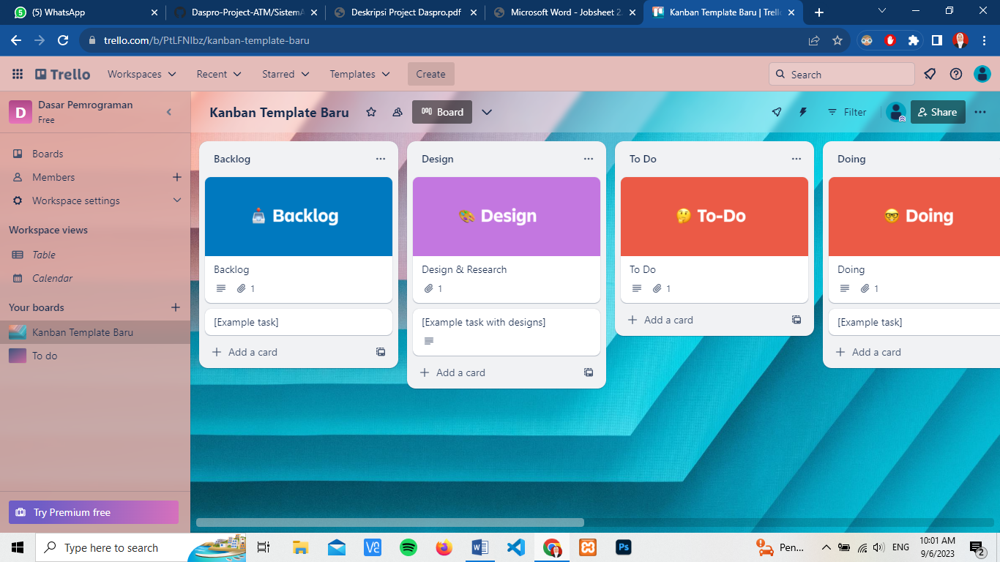 (5) WhatsApp
Daspro-Project-ATM/SistemA
Deskripsi Project Daspro.pdf
Microsoft Word - Jobsheet 2.
Kanban Template Baru | Trello
trello.com/b/PtLFNIbz/kanban-template-baru
Trello
Workspaces
Recent
Starred
Templates
Create
Search
D
Dasar Pemrograman
Free
Kanban Template Baru
Board
Filter
Share
Boards
Members
Workspace settings
Workspace views
Table
Calendar
Your boards
Kanban Template Baru
To do
Try Premium free
Backlog
Backlog
Backlog
1
[Example task]
Add a card
Design
Design
Design & Research
1
[Example task with designs]
Add a card
To Do
To-Do
To Do
1
Add a card
Doing
Doing
Doing
1
[Example task]
Add a card
Type here to search
Pen...
ENG
10:01 AM
9/6/2023
2